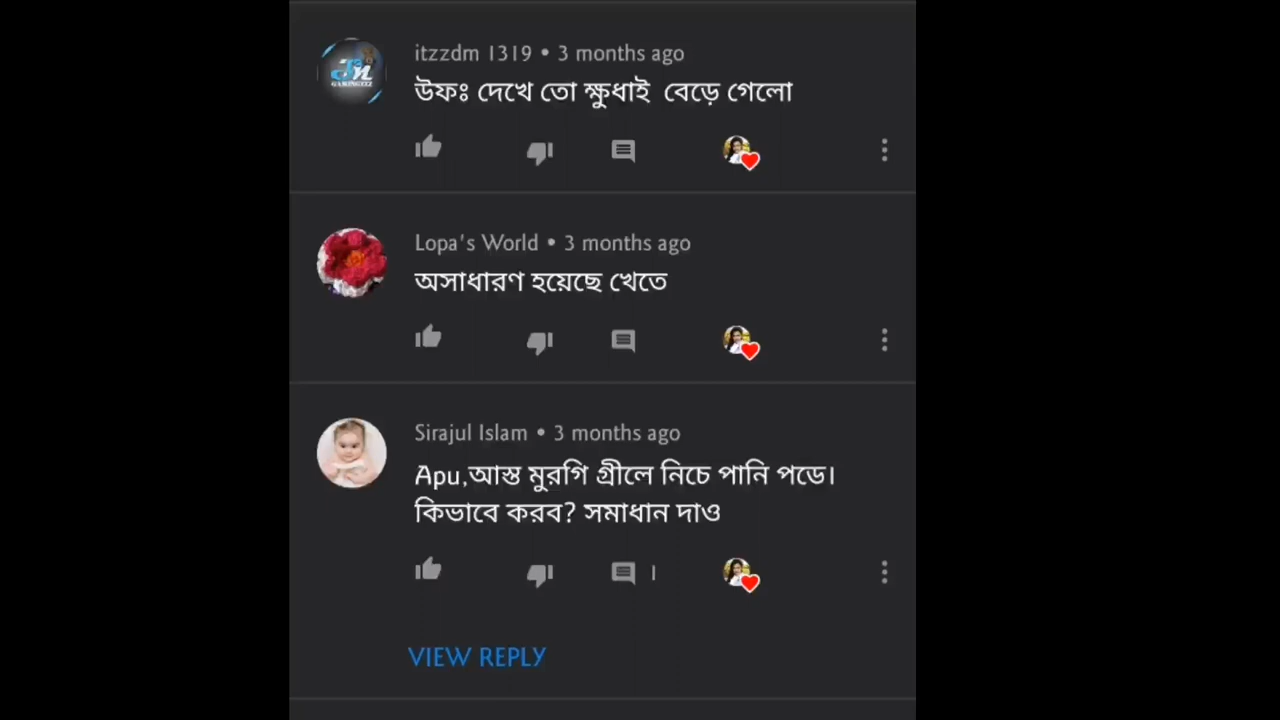 itzzdm 1319 • 3 months ago
উফঃ দেখে তো ক্ষুধাই বেড়ে গেলো
Lopa's World • 3 months ago
অসাধারণ হয়েছে খেতে
Sirajul Islam • 3 months ago
Apu,আস্ত মুরগি গ্রীলে নিচে পানি পডে।
কিভাবে করব? সমাধান দাও
1
VIEW REPLY